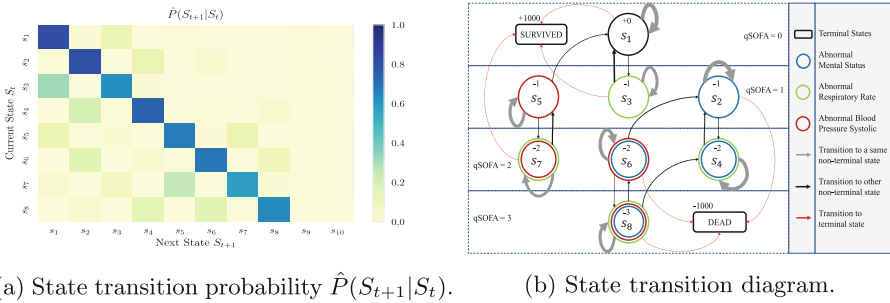 P̂(S_{t+1}|S_t)
Current State S_t
s_1
s_2
s_3
s_4
s_5
s_6
s_7
s_8
s_1 s_2 s_3 s_4 s_5 s_6 s_7 s_8 s_9 s_10
Next State S_{t+1}
1.0
0.8
0.6
0.4
0.2
0.0
+1000
SURVIVED
+0
s_1
qSOFA = 0
-1
s_5
-1
s_3
-1
s_2
qSOFA = 1
qSOFA = 2
-2
s_7
-2
s_6
-2
s_4
qSOFA = 3
-3
s_8
-1000
DEAD
Terminal States
Abnormal
Mental Status
Abnormal
Respiratory Rate
Abnormal Blood
Pressure Systolic
Transition to a same
non-terminal state
Transition to other
non-terminal state
Transition to
terminal state
a) State transition probability P̂(S_{t+1}|S_t).
(b) State transition diagram.